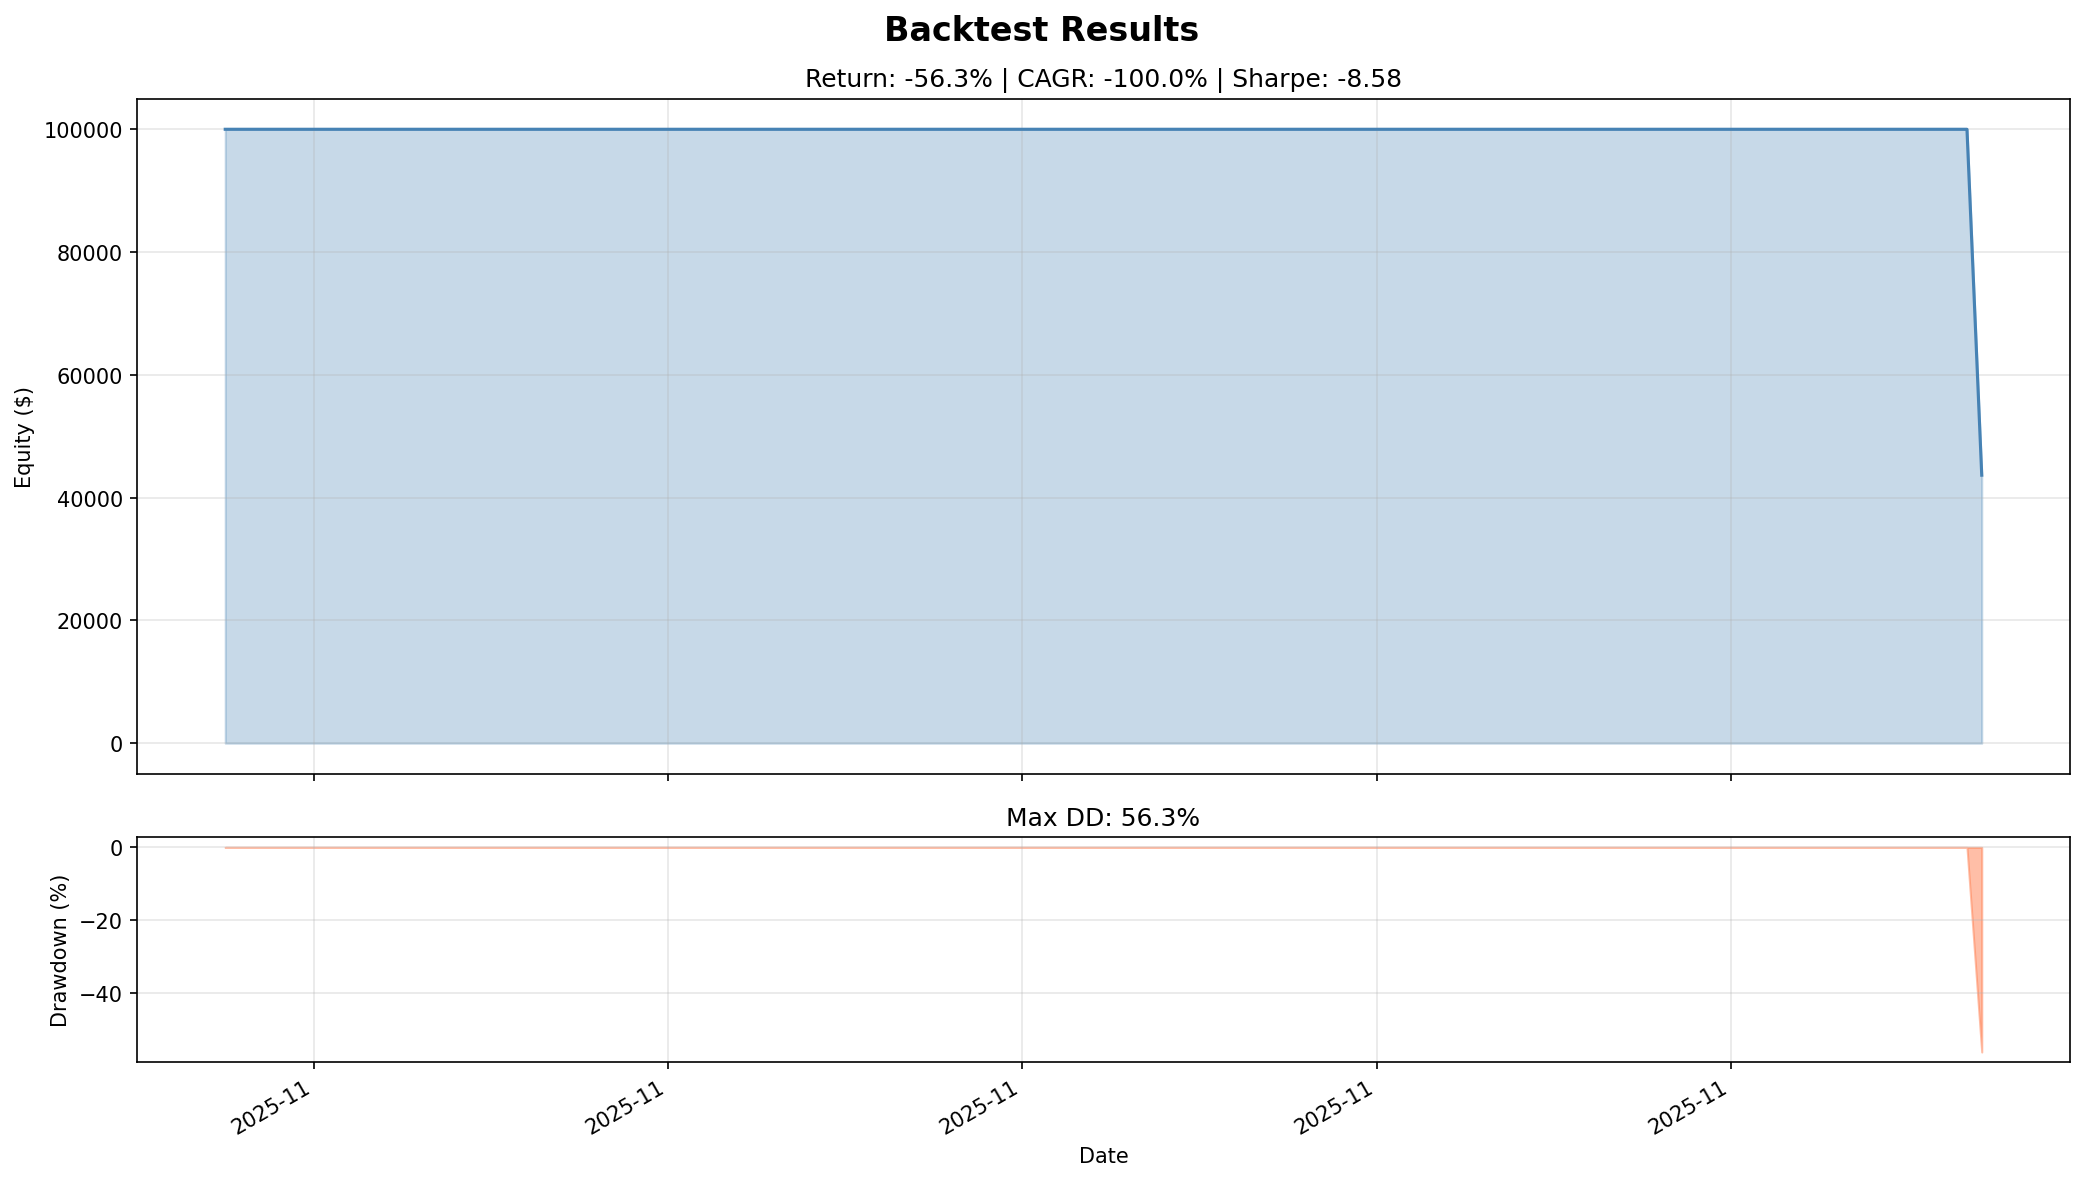 Backtest Results
Return: -56.3% | CAGR: -100.0% | Sharpe: -8.58
100000
80000
60000
40000
20000
0
Equity ($)
Max DD: 56.3%
0
−20
−40
Drawdown (%)
2025-11
2025-11
2025-11
2025-11
2025-11
Date